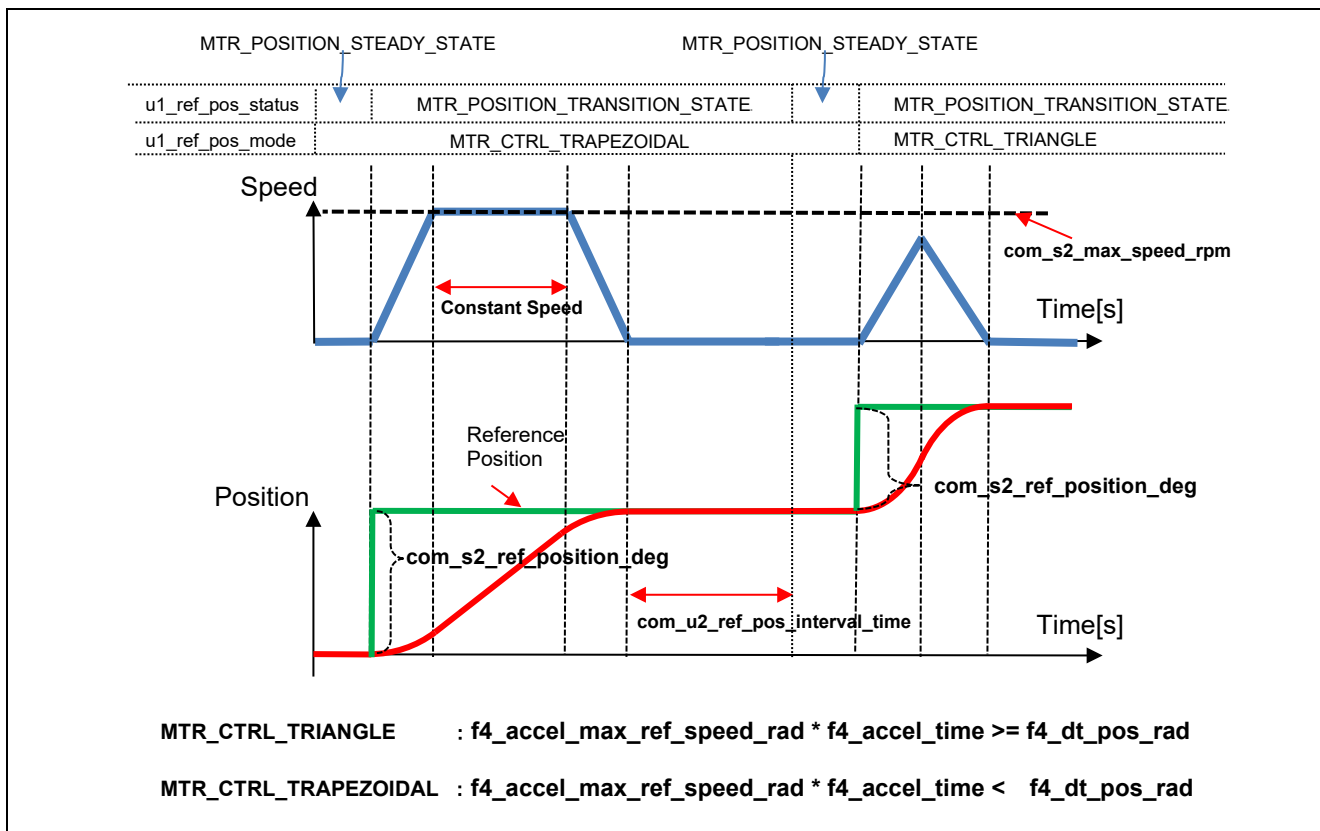 MTR_POSITION_STEADY_STATE MTR_POSITION_STEADY_STATE
u1_ref_pos_status MTR_POSITION_TRANSITION_STATE MTR_POSITION_TRANSITION_STATE
u1_ref_pos_mode MTR_CTRL_TRAPEZOIDAL MTR_CTRL_TRIANGLE
Speed
com_s2_max_speed_rpm
Constant Speed
Time[s]
Reference
Position
Position
com_s2_ref_position_deg
com_s2_ref_position_deg
com_u2_ref_pos_interval_time
Time[s]
MTR_CTRL_TRIANGLE : f4_accel_max_ref_speed_rad * f4_accel_time >= f4_dt_pos_rad
MTR_CTRL_TRAPEZOIDAL : f4_accel_max_ref_speed_rad * f4_accel_time < f4_dt_pos_rad